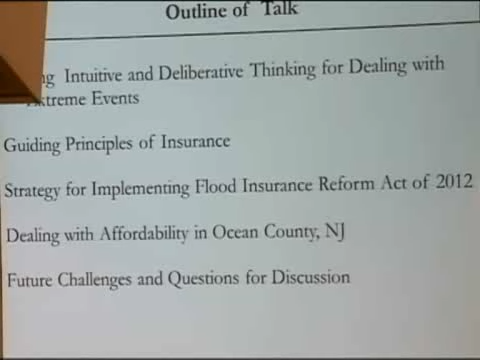 Outline of Talk
Intuitive and Deliberative Thinking for Dealing with
Extreme Events
Guiding Principles of Insurance
Strategy for Implementing Flood Insurance Reform Act of 2012
Dealing with Affordability in Ocean County, NJ
Future Challenges and Questions for Discussion